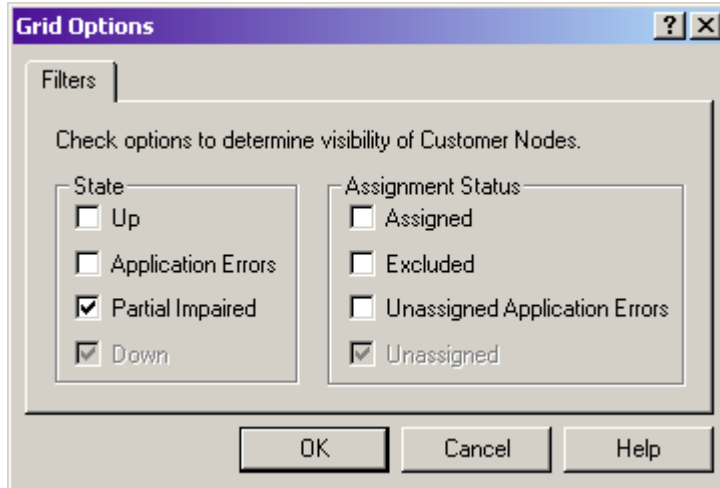 Grid Options
Filters
Check options to determine visibility of Customer Nodes.
State
Up
Application Errors
Partial Impaired
Down
Assignment Status
Assigned
Excluded
Unassigned Application Errors
Unassigned
OK Cancel Help